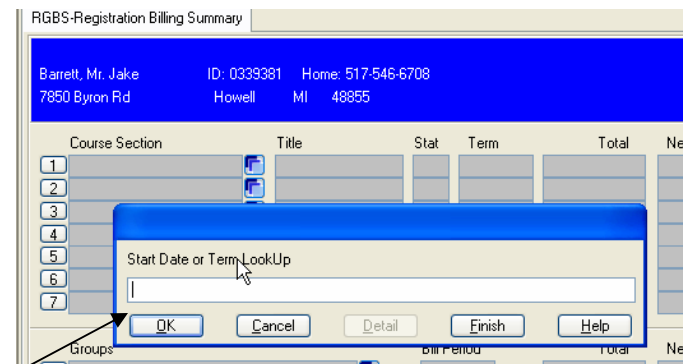 RGBS-Registration Billing Summary
Barrett, Mr. Jake ID: 0339381 Home: 517-546-6708
7850 Byron Rd Howell MI 48855
Course Section Title Stat Term Total Ne
1
2
3
4
5
6
7
Start Date or Term LookUp
OK Cancel Detail Finish Help
Groups Bill Period Total Ne